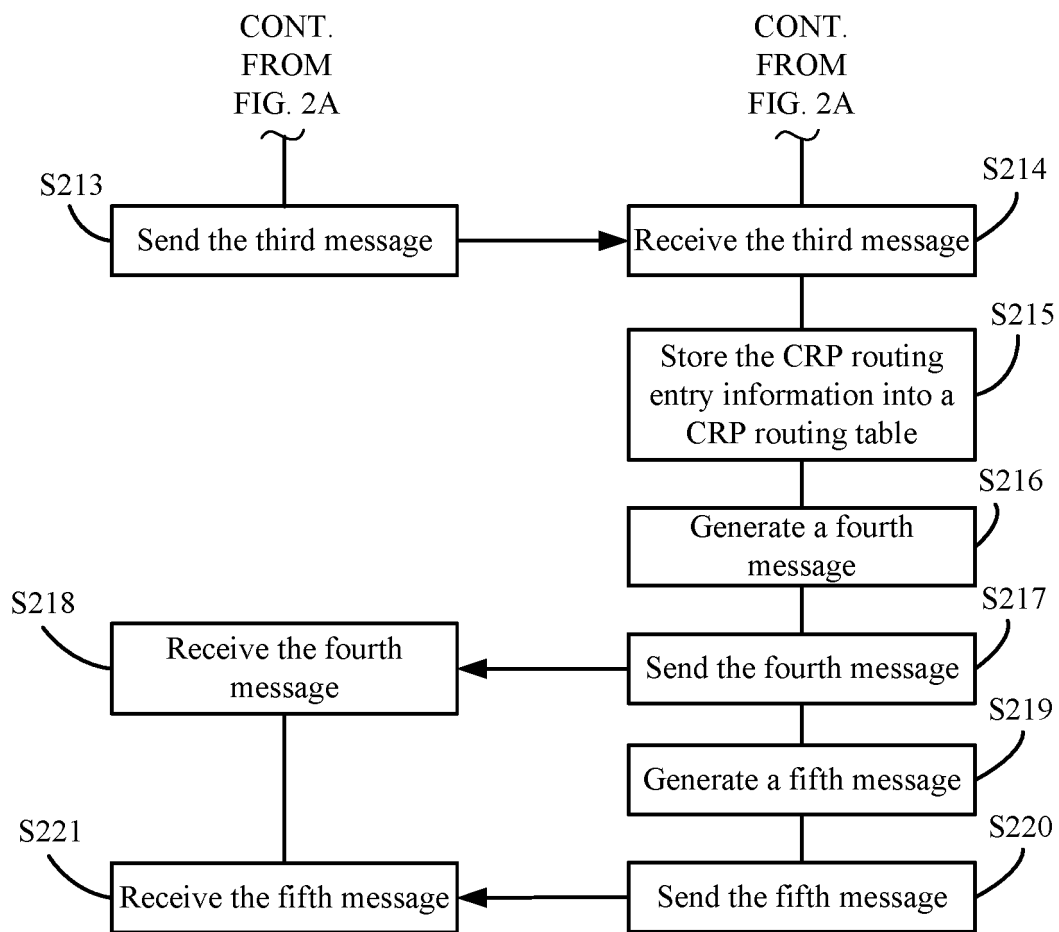 CONT.
FROM
FIG. 2A
CONT.
FROM
FIG. 2A
S213
Send the third message
S214
Receive the third message
S215
Store the CRP routing
entry information into a
CRP routing table
S216
Generate a fourth
message
S217
Send the fourth message
S218
Receive the fourth
message
S219
Generate a fifth message
S220
Send the fifth message
S221
Receive the fifth message